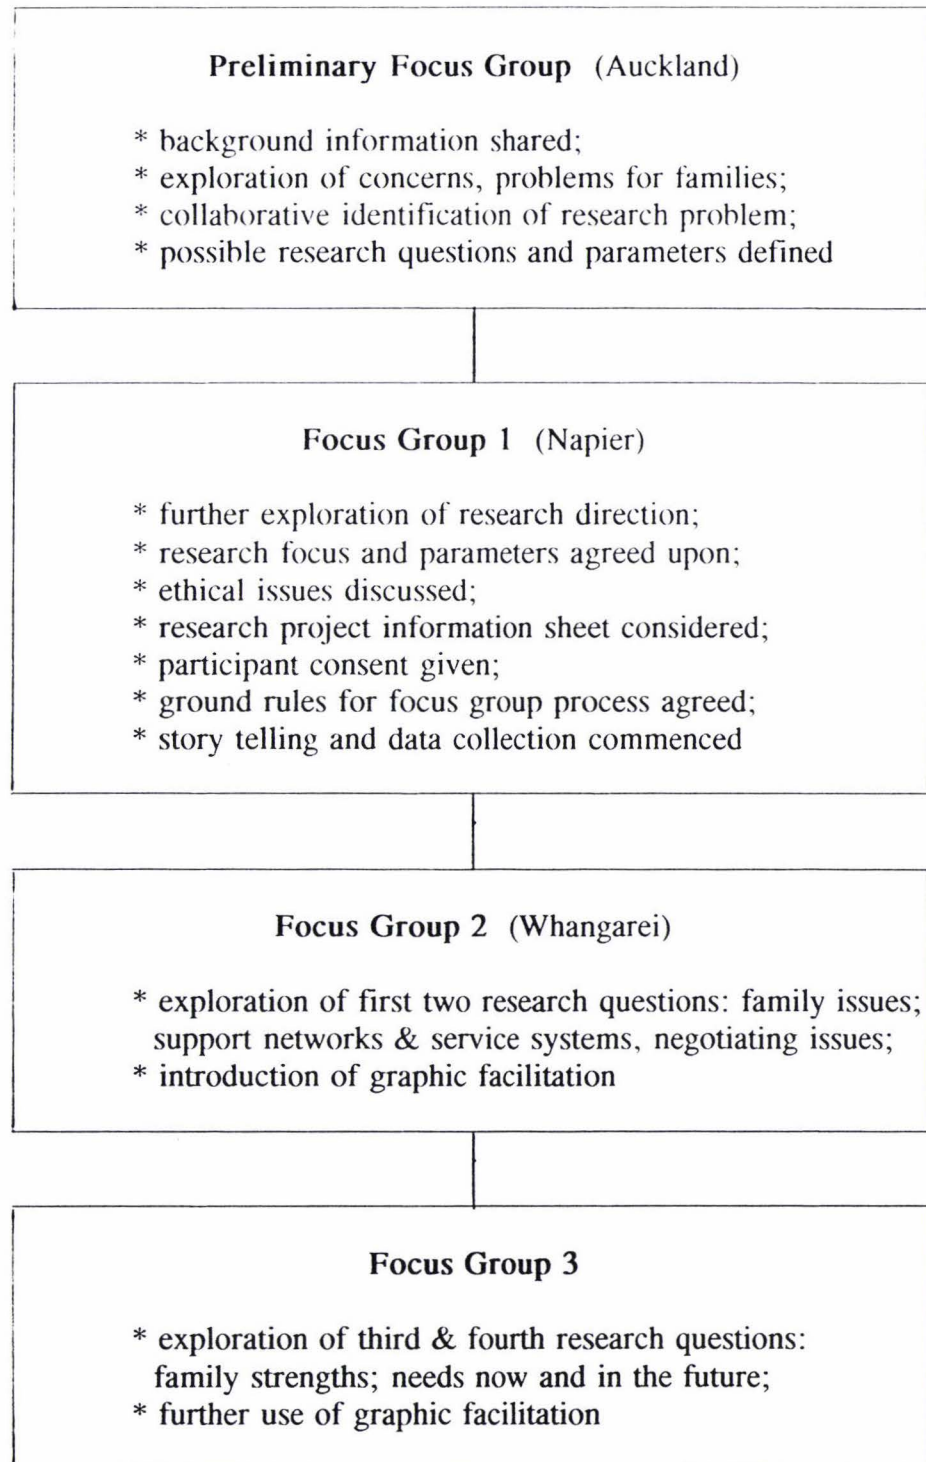 Preliminary Focus Group (Auckland)
* background information shared;
* exploration of concerns, problems for families;
* collaborative identification of research problem;
* possible research questions and parameters defined
Focus Group 1 (Napier)
* further exploration of research direction;
* research focus and parameters agreed upon;
* ethical issues discussed;
* research project information sheet considered;
* participant consent given;
* ground rules for focus group process agreed;
* story telling and data collection commenced
Focus Group 2 (Whangarei)
* exploration of first two research questions: family issues;
support networks & service systems, negotiating issues;
* introduction of graphic facilitation
Focus Group 3
* exploration of third & fourth research questions:
family strengths; needs now and in the future;
* further use of graphic facilitation